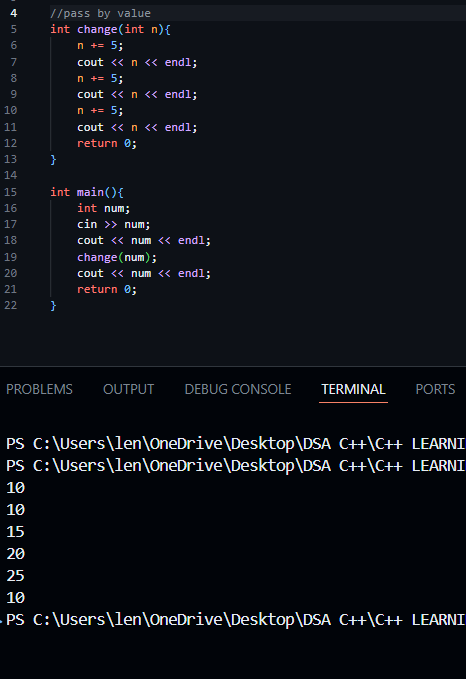 4 //pass by value
5 int change(int n){
6 n += 5;
7 cout << n << endl;
8 n += 5;
9 cout << n << endl;
10 n += 5;
11 cout << n << endl;
12 return 0;
13 }
14
15 int main(){
16 int num;
17 cin >> num;
18 cout << num << endl;
19 change(num);
20 cout << num << endl;
21 return 0;
22 }
PROBLEMS OUTPUT DEBUG CONSOLE TERMINAL PORTS
PS C:\Users\len\OneDrive\Desktop\DSA C++\C++ LEARNI
PS C:\Users\len\OneDrive\Desktop\DSA C++\C++ LEARNI
10
10
15
20
25
10
PS C:\Users\len\OneDrive\Desktop\DSA C++\C++ LEARNI